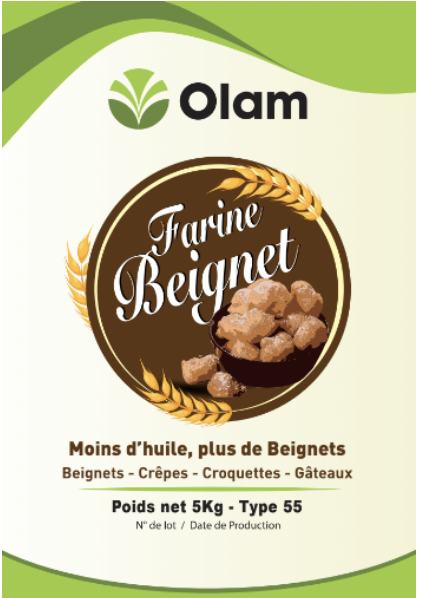 Olam
Farine
Beignet
Moins d'huile, plus de Beignets
Beignets - Crêpes - Croquettes - Gâteaux
Poids net 5Kg - Type 55
N° de lot / Date de Production